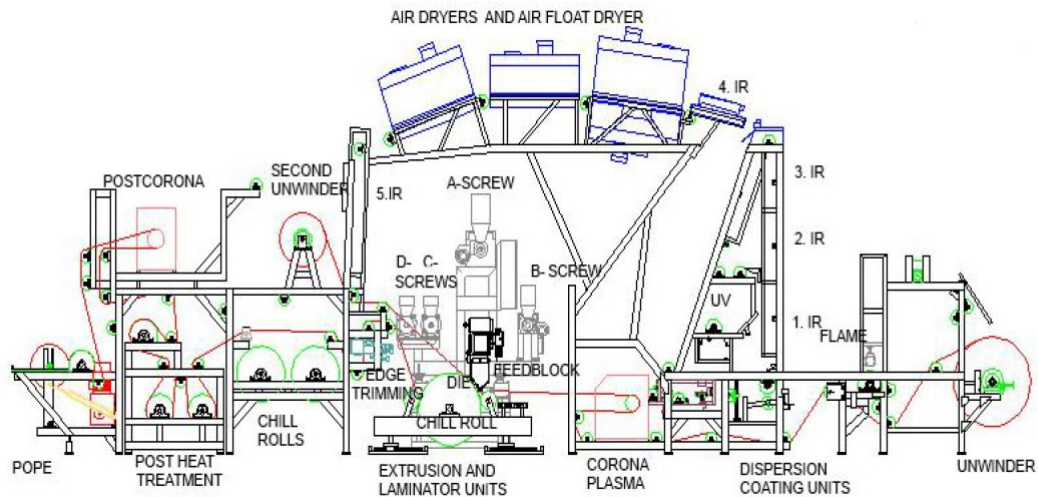 AIR DRYERS AND AIR FLOAT DRYER
4. IR
POSTCORONA
SECOND
UNWINDER
5.IR
A-SCREW
3. IR
D- C-
SCREWS
B- SCREW
2. IR
UV
1. IR
FLAME
EDGE
TRIMMING
DIE
FEEDBLOCK
CHILL
ROLLS
CHILL ROLL
POPE
POST HEAT
TREATMENT
EXTRUSION AND
LAMINATOR UNITS
CORONA
PLASMA
DISPERSION
COATING UNITS
UNWINDER